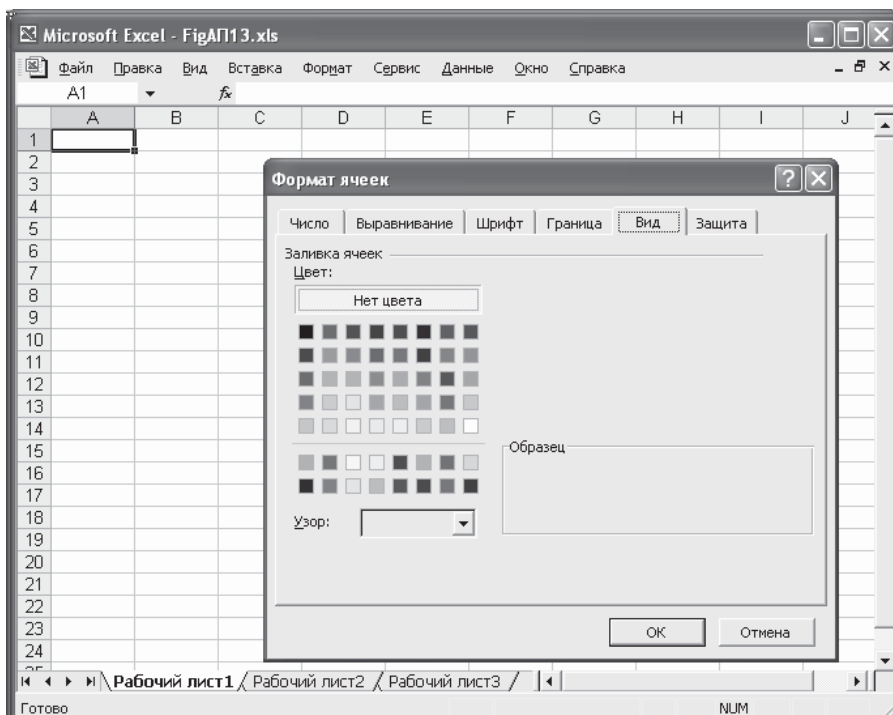 Microsoft Excel - FigАП13.xls
Файл Правка Вид Вставка Формат Сервис Данные Окно Справка
A1 fx
A B C D E F G H I J
1
2
3
4
5
6
7
8
9
10
11
12
13
14
15
16
17
18
19
20
21
22
23
24
25
Формат ячеек
Число Выравнивание Шрифт Граница Вид Защита
Заливка ячеек
Цвет:
Нет цвета
Образец
Узор:
ОК Отмена
Рабочий лист1 Рабочий лист2 Рабочий лист3
Готово NUM